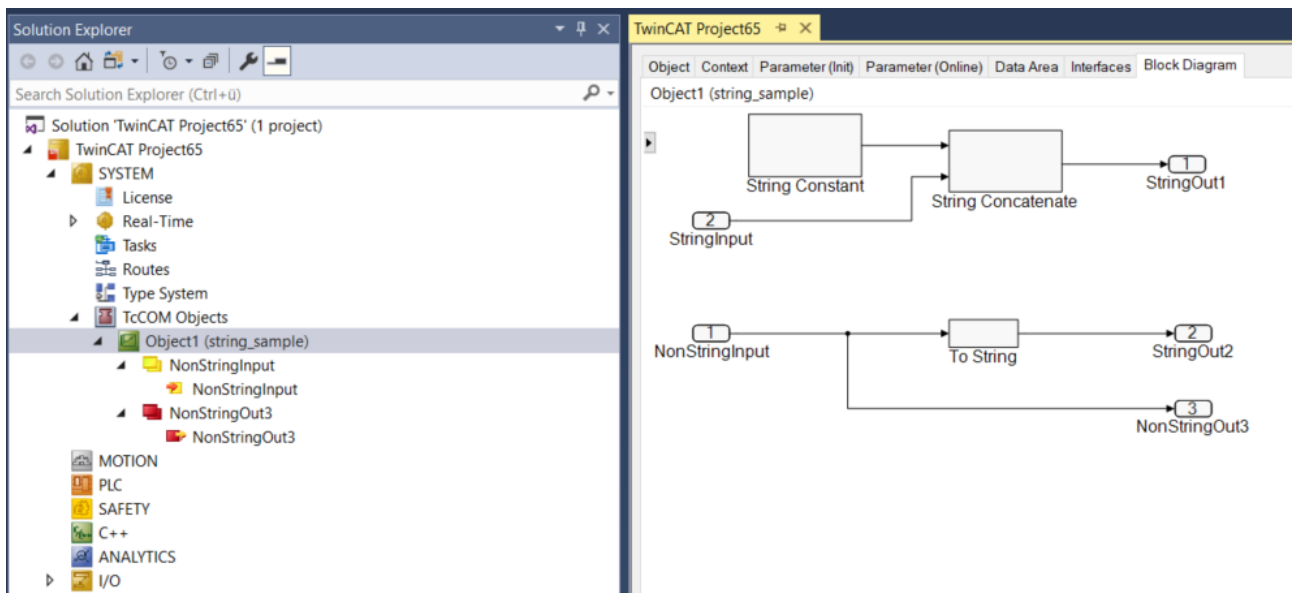 Solution Explorer
Search Solution Explorer (Ctrl+ü)
Solution 'TwinCAT Project65' (1 project)
TwinCAT Project65
SYSTEM
License
Real-Time
Tasks
Routes
Type System
TcCOM Objects
Object1 (string_sample)
NonStringInput
NonStringInput
NonStringOut3
NonStringOut3
MOTION
PLC
SAFETY
C++
ANALYTICS
I/O
TwinCAT Project65
Object Context Parameter (Init) Parameter (Online) Data Area Interfaces Block Diagram
Object1 (string_sample)
String Constant
String Concatenate
1
StringOut1
2
StringInput
1
NonStringInput
To String
2
StringOut2
3
NonStringOut3